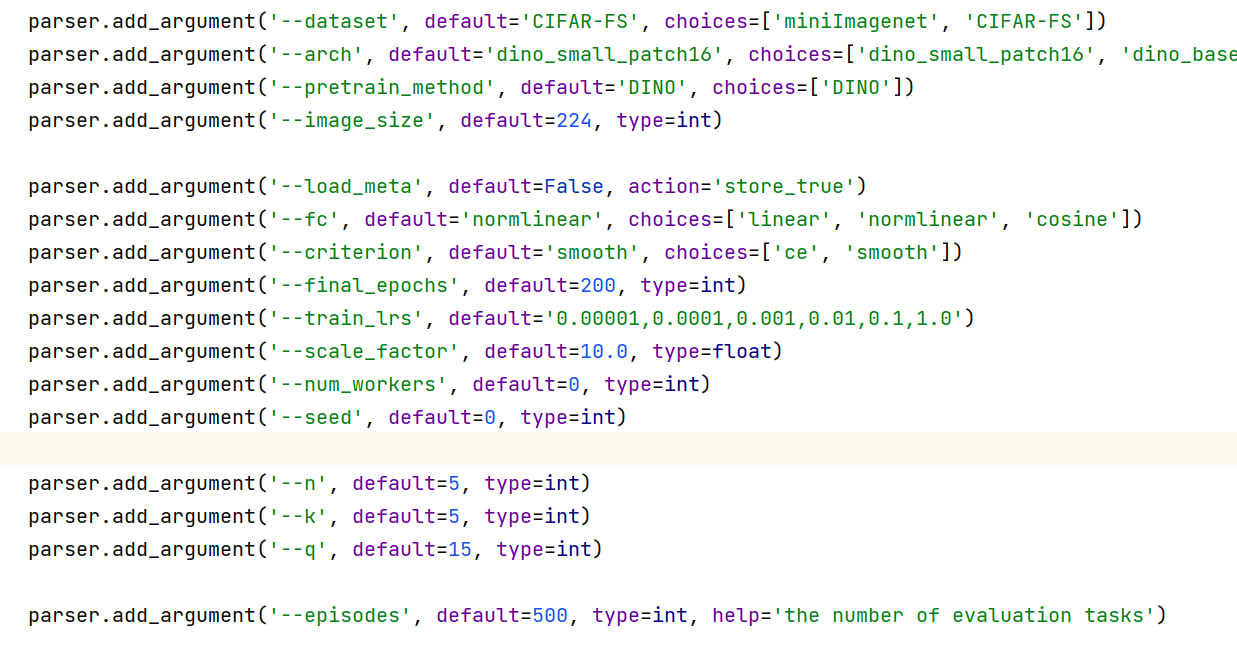 parser.add_argument('--dataset', default='CIFAR-FS', choices=['miniImagenet', 'CIFAR-FS'])
parser.add_argument('--arch', default='dino_small_patch16', choices=['dino_small_patch16', 'dino_base
parser.add_argument('--pretrain_method', default='DINO', choices=['DINO'])
parser.add_argument('--image_size', default=224, type=int)
parser.add_argument('--load_meta', default=False, action='store_true')
parser.add_argument('--fc', default='normlinear', choices=['linear', 'normlinear', 'cosine'])
parser.add_argument('--criterion', default='smooth', choices=['ce', 'smooth'])
parser.add_argument('--final_epochs', default=200, type=int)
parser.add_argument('--train_lrs', default='0.00001,0.0001,0.001,0.01,0.1,1.0')
parser.add_argument('--scale_factor', default=10.0, type=float)
parser.add_argument('--num_workers', default=0, type=int)
parser.add_argument('--seed', default=0, type=int)
parser.add_argument('--n', default=5, type=int)
parser.add_argument('--k', default=5, type=int)
parser.add_argument('--q', default=15, type=int)
parser.add_argument('--episodes', default=500, type=int, help='the number of evaluation tasks')